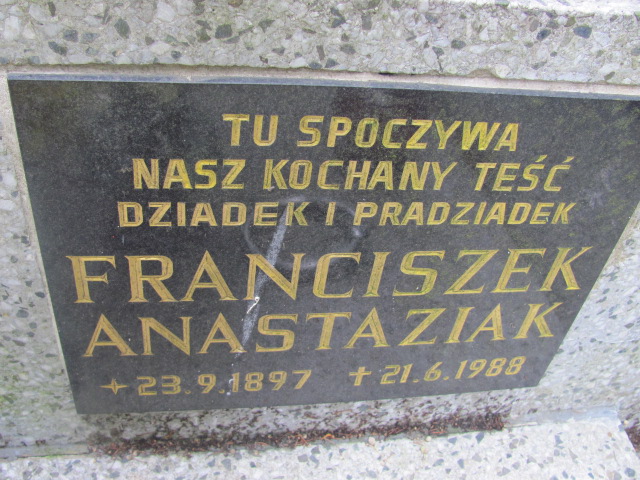 TU SPOCZYWA
NASZ KOCHANY TEŚĆ
DZIADEK I PRADZIADEK
FRANCISZEK
ANASTAZIAK
✦23.9.1897 ✝21.6.1988